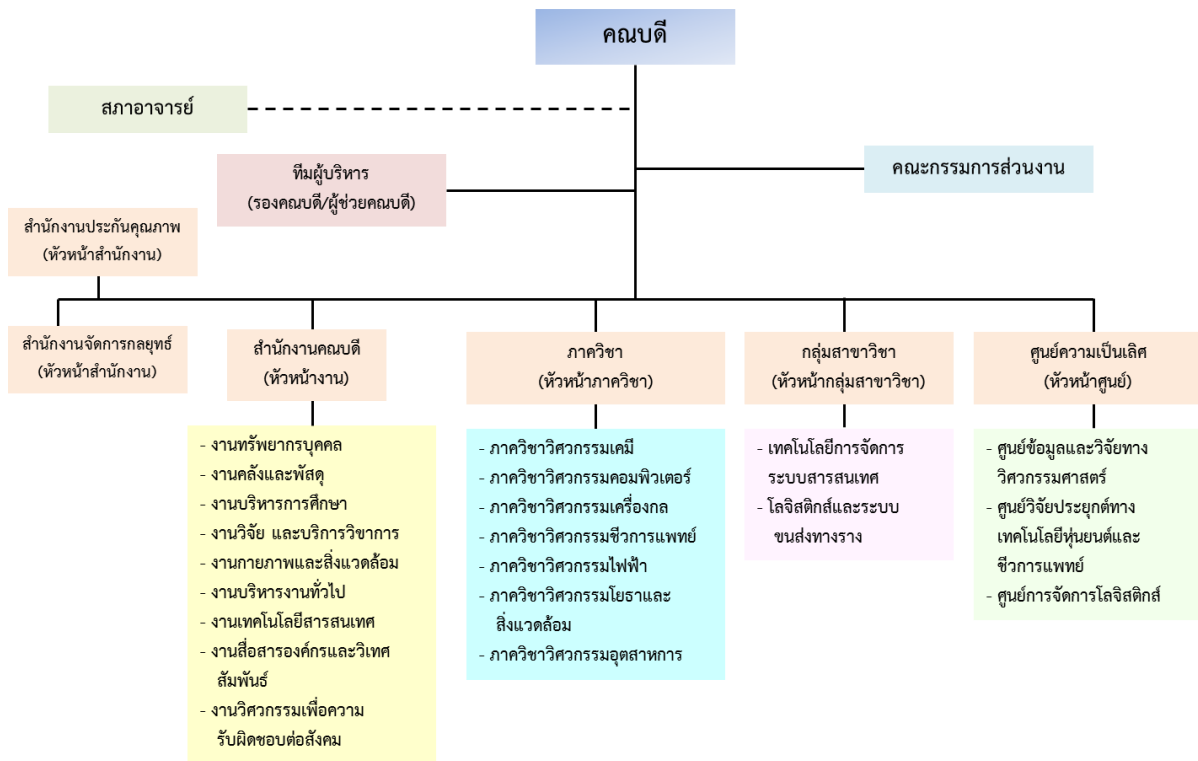 คณบดี
สภาอาจารย์
คณะกรรมการส่วนงาน
ทีมผู้บริหาร
(รองคณบดี/ผู้ช่วยคณบดี)
สำนักงานประกันคุณภาพ
(หัวหน้าสำนักงาน)
สำนักงานจัดการกลยุทธ์
(หัวหน้าสำนักงาน)
สำนักงานคณบดี
(หัวหน้างาน)
- งานทรัพยากรบุคคล
- งานคลังและพัสดุ
- งานบริหารการศึกษา
- งานวิจัย และบริการวิขาการ
- งานกายภาพและสิ่งแวดล้อม
- งานบริหารงานทั่วไป
- งานเทคโนโลยีสารสนเทศ
- งานสื่อสารองค์กรและวิเทศ
สัมพันธ์
- งานวิศวกรรมเพื่อความ
รับผิดชอบต่อสังคม
ภาควิชา
(หัวหน้าภาควิชา)
- ภาควิชาวิศวกรรมเคมี
- ภาควิชาวิศวกรรมคอมพิวเตอร์
- ภาควิชาวิศวกรรมเครื่องกล
- ภาควิชาวิศวกรรมชีวการแพทย์
- ภาควิชาวิศวกรรมไฟฟ้า
- ภาควิชาวิศวกรรมโยธาและ
สิ่งแวดล้อม
- ภาควิชาวิศวกรรมอุตสาหการ
กลุ่มสาขาวิชา
(หัวหน้ากลุ่มสาขาวิชา)
- เทคโนโลยีการจัดการ
ระบบสารสนเทศ
- โลจิสติกส์และระบบ
ขนส่งทางราง
ศูนย์ความเป็นเลิศ
(หัวหน้าศูนย์)
- ศูนย์ข้อมูลและวิจัยทาง
วิศวกรรมศาสตร์
- ศูนย์วิจัยประยุกต์ทาง
เทคโนโลยีหุ่นยนต์และ
ชีวการแพทย์
- ศูนย์การจัดการโลจิสติกส์